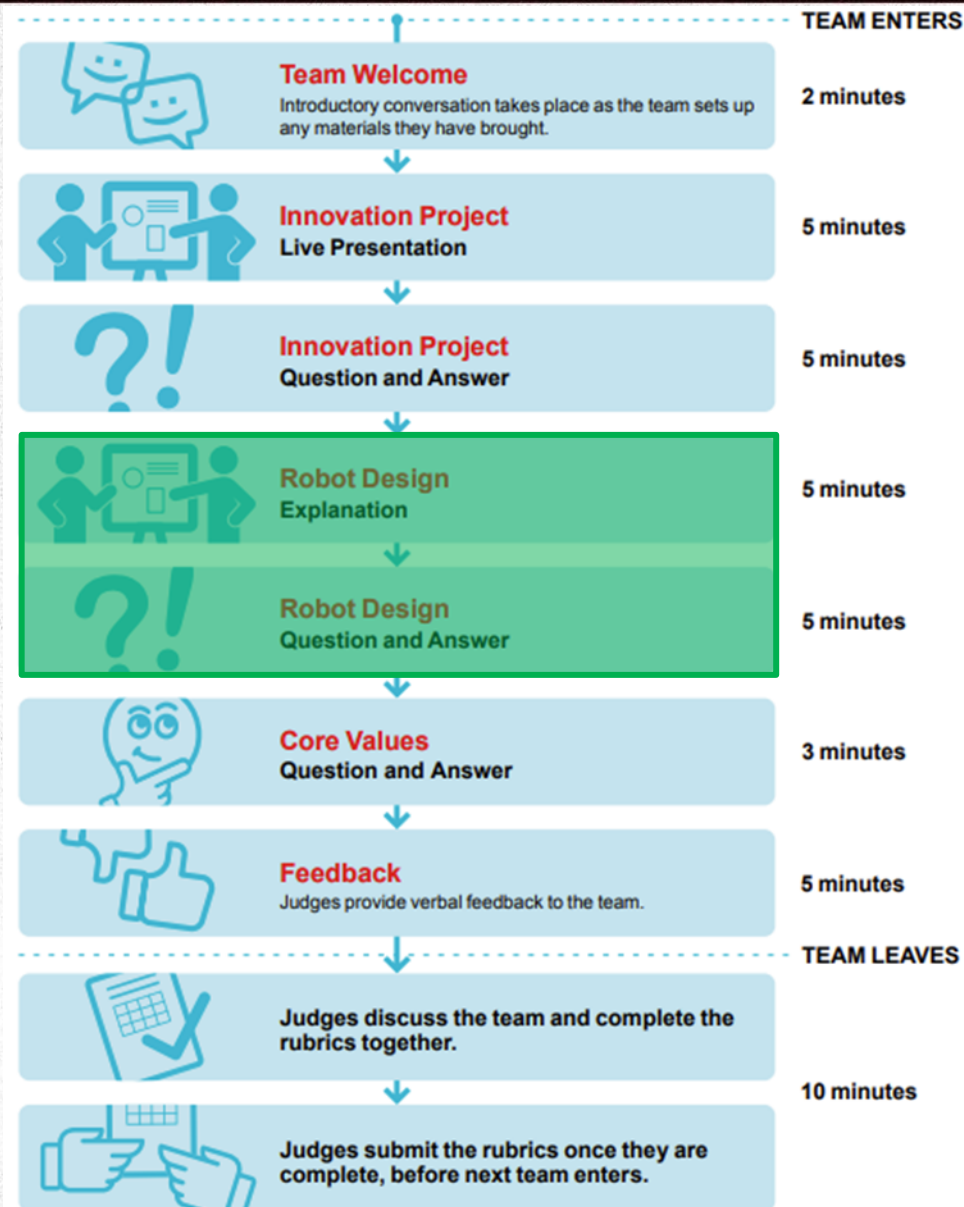 TEAM ENTERS
Team Welcome
Introductory conversation takes place as the team sets up
any materials they have brought.
2 minutes
Innovation Project
Live Presentation
5 minutes
Innovation Project
Question and Answer
5 minutes
Robot Design
Explanation
5 minutes
Robot Design
Question and Answer
5 minutes
Core Values
Question and Answer
3 minutes
Feedback
Judges provide verbal feedback to the team.
5 minutes
TEAM LEAVES
Judges discuss the team and complete the
rubrics together.
10 minutes
Judges submit the rubrics once they are
complete, before next team enters.